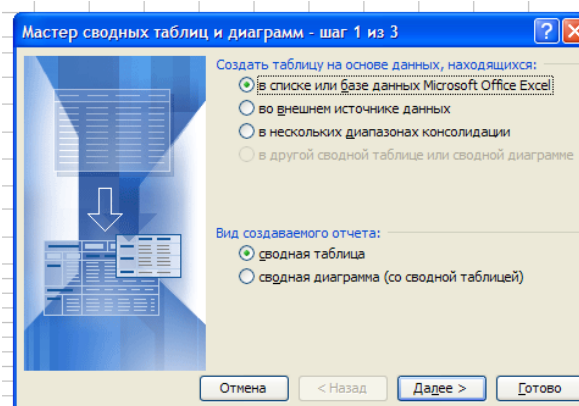 Мастер сводных таблиц и диаграмм - шаг 1 из 3
Создать таблицу на основе данных, находящихся:
в списке или базе данных Microsoft Office Excel
во внешнем источнике данных
в нескольких диапазонах консолидации
в другой сводной таблице или сводной диаграмме
Вид создаваемого отчета:
сводная таблица
сводная диаграмма (со сводной таблицей)
Отмена < Назад Далее > Готово